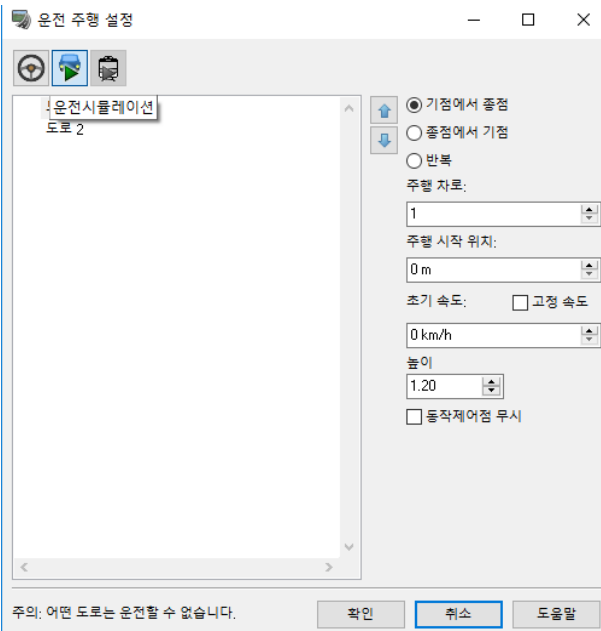 운전 주행 설정
운전시뮬레이션
도로 2
기점에서 종점
종점에서 기점
반복
주행 차로:
1
주행 시작 위치:
0 m
초기 속도:
고정 속도
0 km/h
높이
1.20
동작제어점 무시
주의: 어떤 도로는 운전할 수 없습니다.
확인
취소
도움말